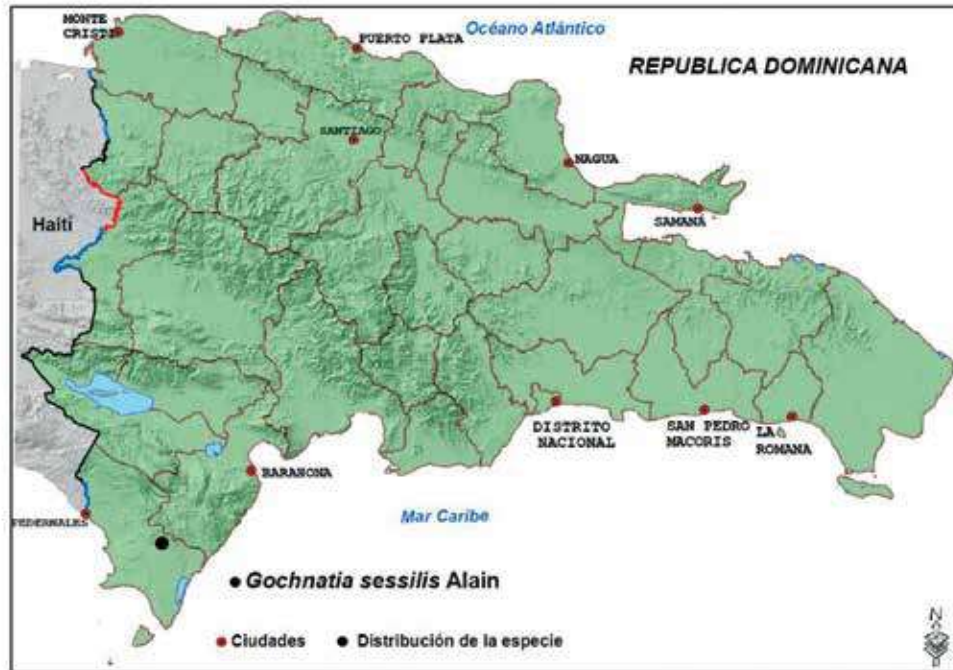 MONTE
CRISTI
Océano Atlántico
PUERTO PLATA
REPUBLICA DOMINICANA
SANTIAGO
NAGUA
Haití
SAMANÁ
DISTRITO
NACIONAL
SAN PEDRO
MACORIS
LA
ROMANA
BARAHONA
PEDERNALES
Mar Caribe
Gochnatia sessilis Alain
Ciudades
Distribución de la especie